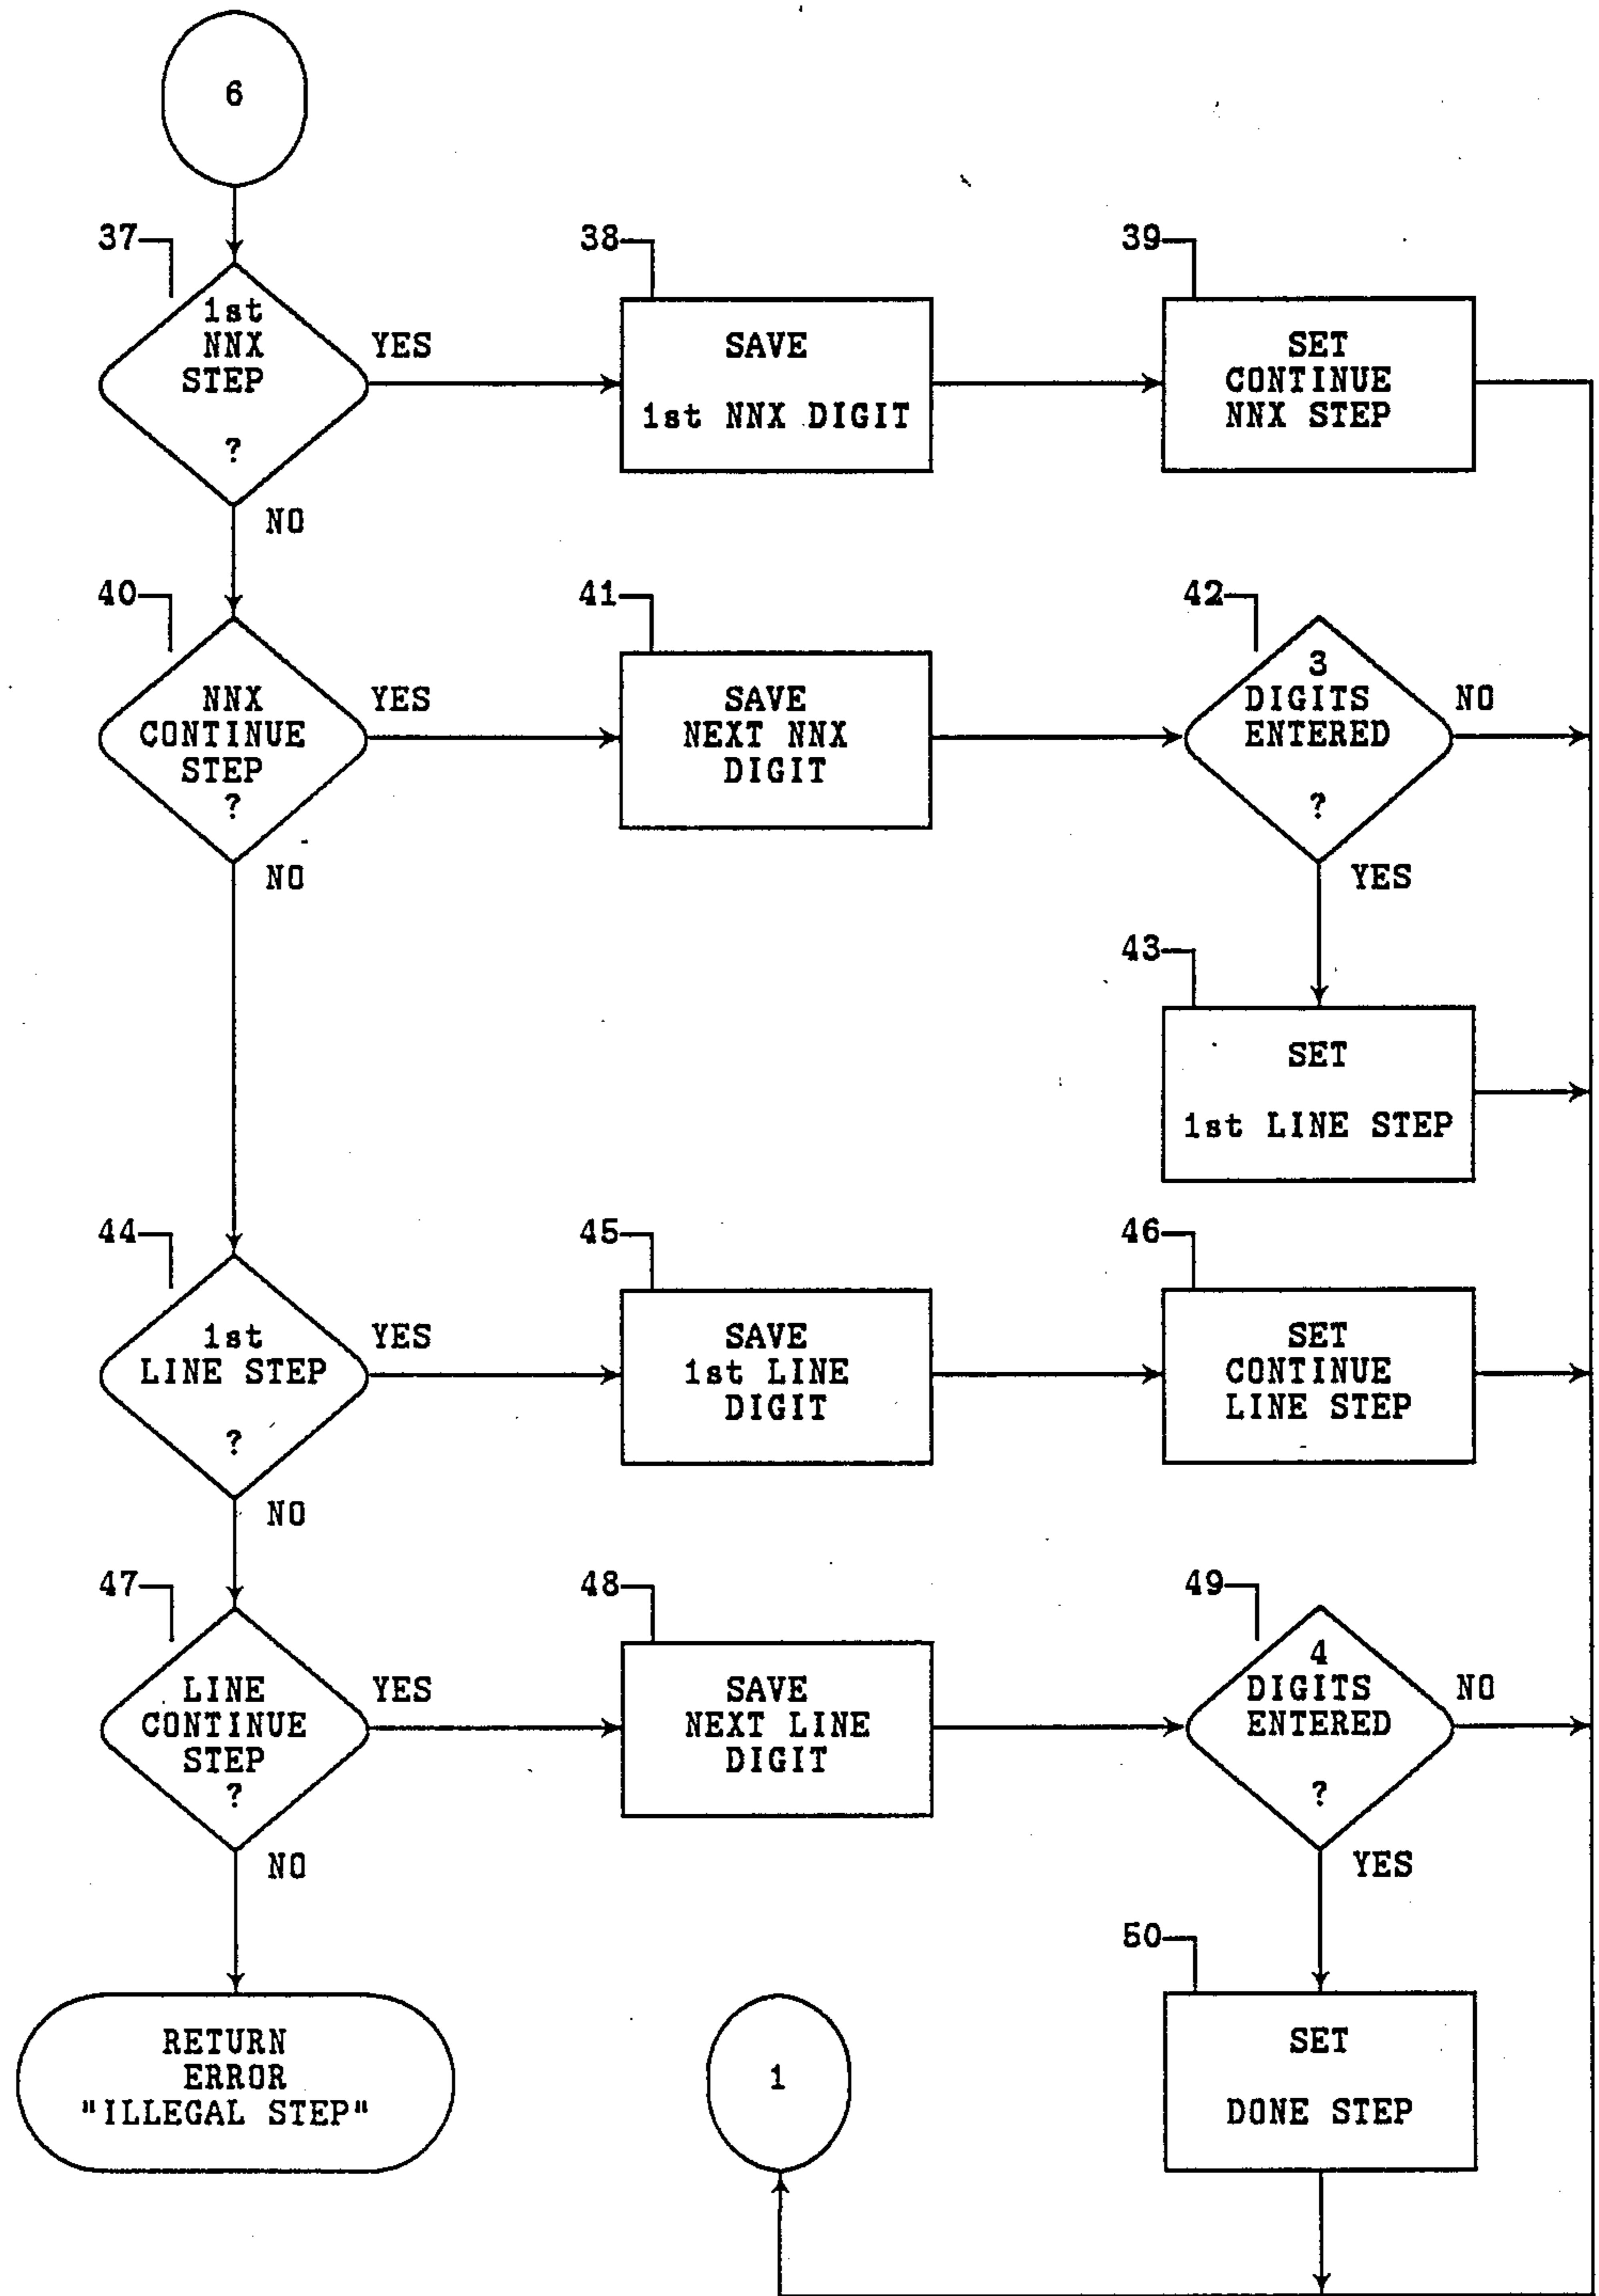 6
37
1st
NNX
STEP
?
YES
NO
38
SAVE
1st NNX DIGIT
39
SET
CONTINUE
NNX STEP
40
NNX
CONTINUE
STEP
?
YES
NO
41
SAVE
NEXT NNX
DIGIT
42
3
DIGITS
ENTERED
?
NO
YES
43
SET
1st LINE STEP
44
1st
LINE STEP
?
YES
NO
45
SAVE
1st LINE
DIGIT
46
SET
CONTINUE
LINE STEP
47
LINE
CONTINUE
STEP
?
YES
NO
48
SAVE
NEXT LINE
DIGIT
49
4
DIGITS
ENTERED
?
NO
YES
50
SET
DONE STEP
RETURN
ERROR
"ILLEGAL STEP"
1